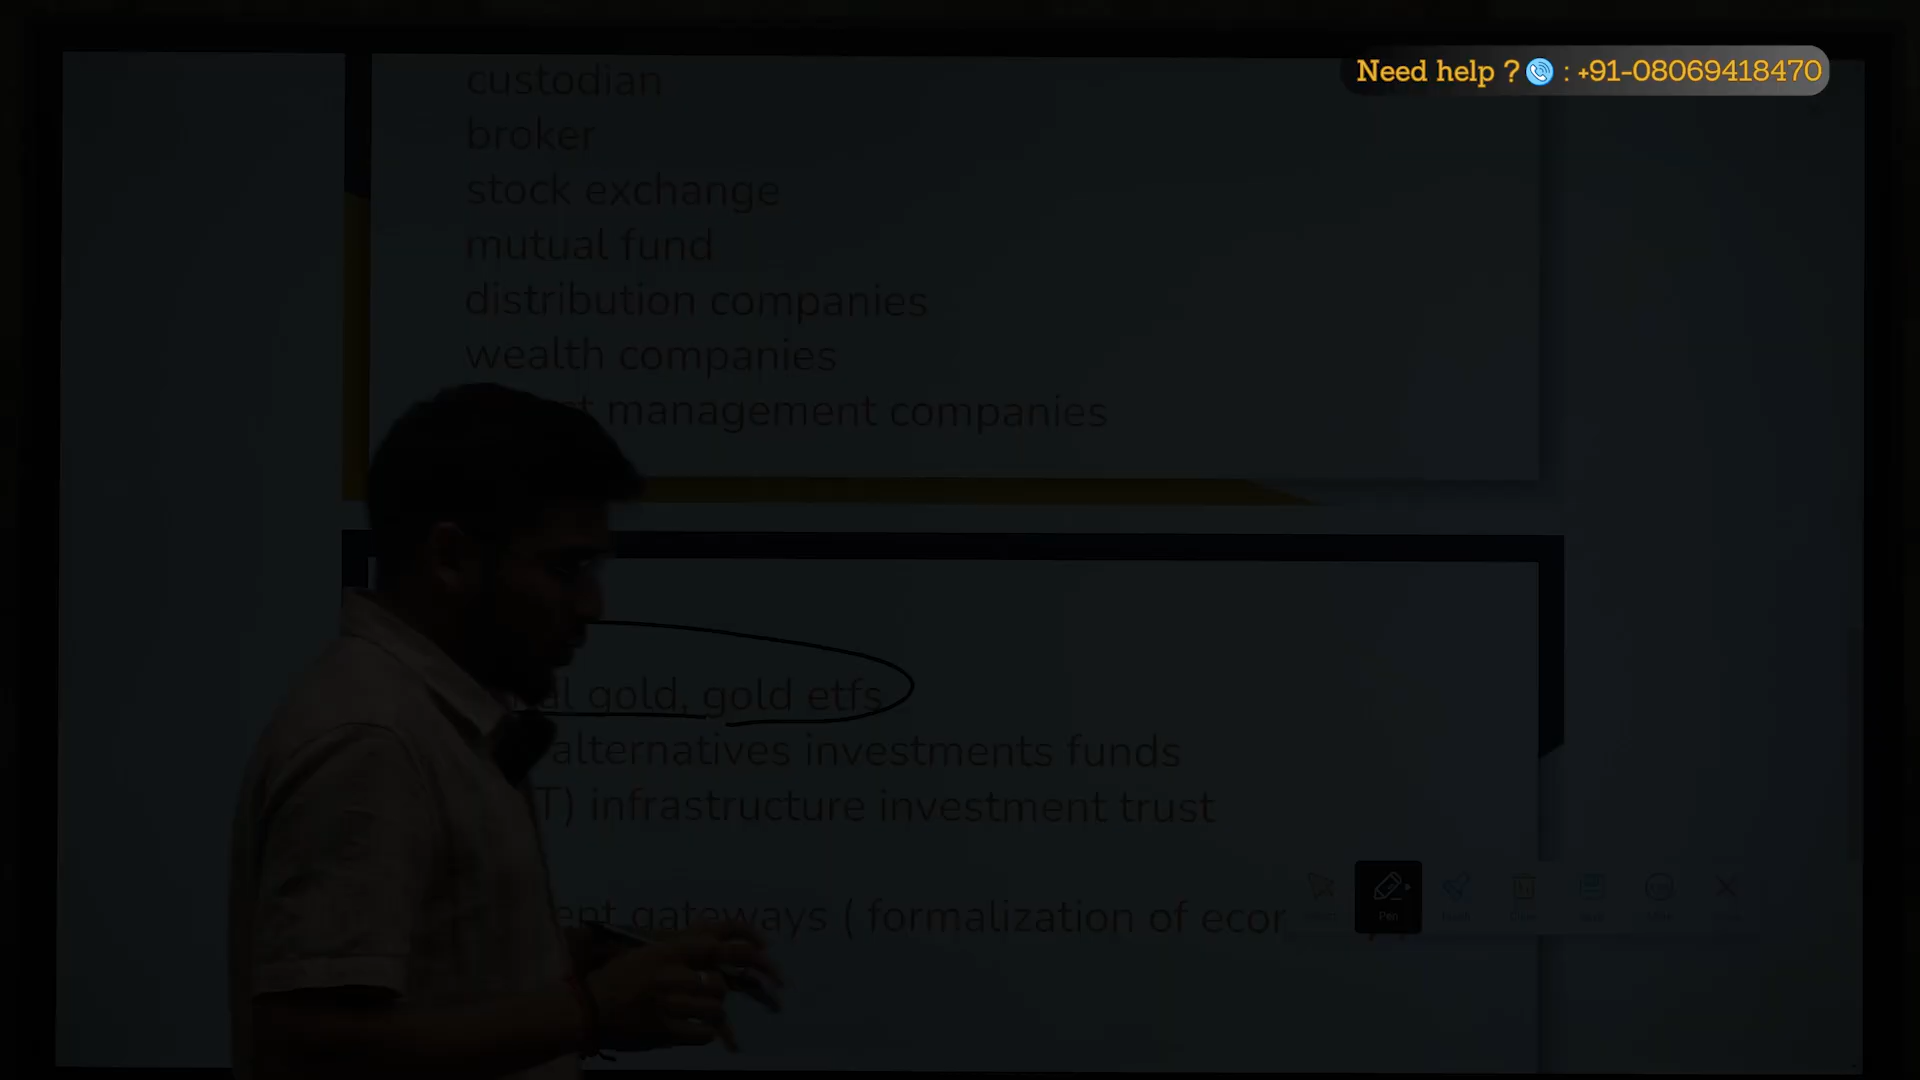 Need help ? : +91-08069418470
custodian
broker
stock exchange
mutual fund
distribution companies
wealth companies
management companies
gold, gold etfs
alternatives investments funds
infrastructure investment trust
gateways ( formalization of
Pen